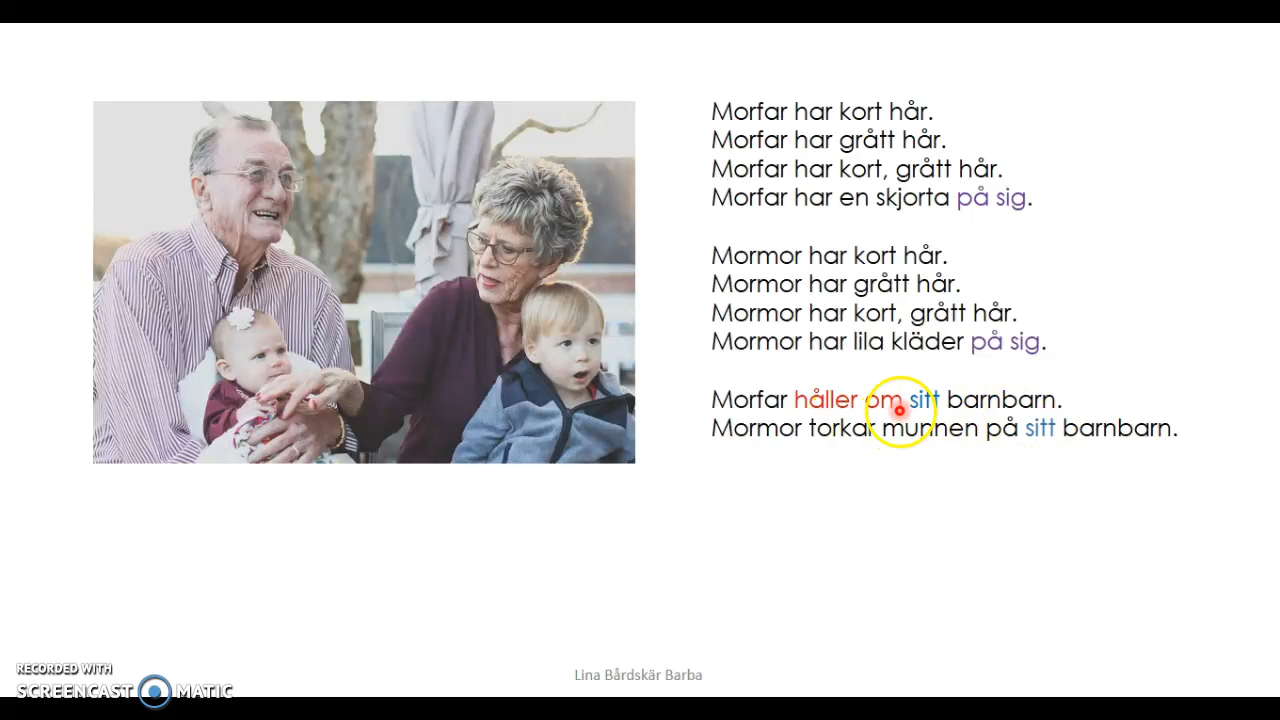 Morfar har kort hår.
Morfar har grått hår.
Morfar har kort, grått hår.
Morfar har en skjorta på sig.
Mormor har kort hår.
Mormor har grått hår.
Mormor har kort, grått hår.
Mormor har lila kläder på sig.
Morfar håller om sitt barnbarn.
Mormor torkar munnen på sitt barnbarn.
Lina Bårdskär Barba
RECORDED WITH
SCREENCAST MATIC